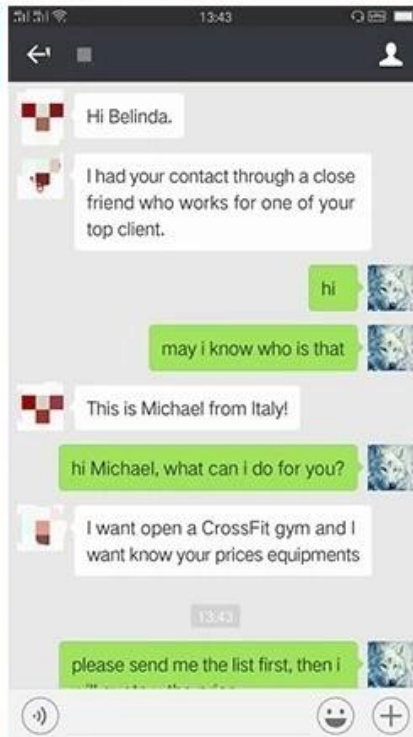 13:43
Hi Belinda.
I had your contact through a close
friend who works for one of your
top client.
hi
may i know who is that
This is Michael from Italy!
hi Michael, what can i do for you?
I want open a CrossFit gym and I
want know your prices equipments
13:43
please send me the list first, then i